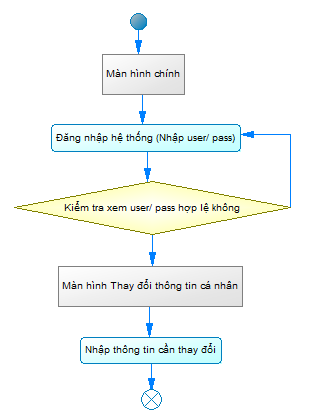 Màn hình chính
Đăng nhập hệ thống (Nhập user/ pass)
Kiểm tra xem user/ pass hợp lệ không
Màn hình Thay đổi thông tin cá nhân
Nhập thông tin cần thay đổi